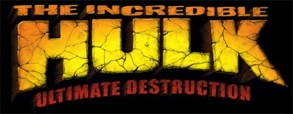 THE INCREDIBLE
HULK
ULTIMATE DESTRUCTION